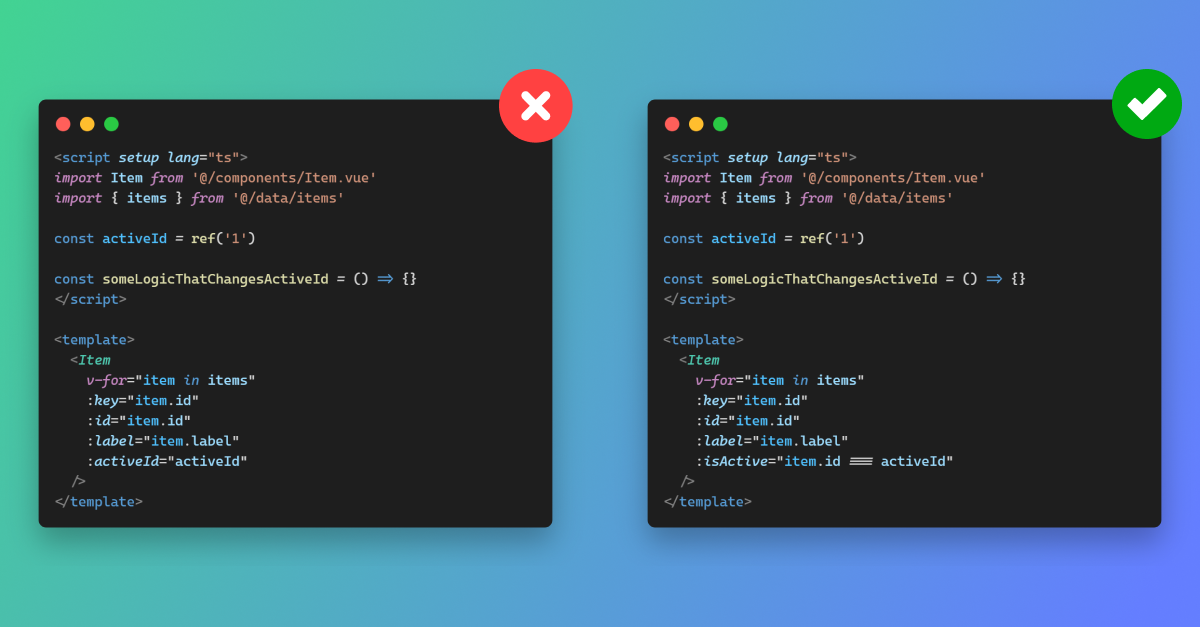 <script setup lang="ts">
import Item from '@/components/Item.vue'
import { items } from '@/data/items'
const activeId = ref('1')
const someLogicThatChangesActiveId = () => {}
</script>
<template>
  <Item
    v-for="item in items"
    :key="item.id"
    :id="item.id"
    :label="item.label"
    :activeId="activeId"
  />
</template>
<script setup lang="ts">
import Item from '@/components/Item.vue'
import { items } from '@/data/items'
const activeId = ref('1')
const someLogicThatChangesActiveId = () => {}
</script>
<template>
  <Item
    v-for="item in items"
    :key="item.id"
    :id="item.id"
    :label="item.label"
    :isActive="item.id === activeId"
  />
</template>